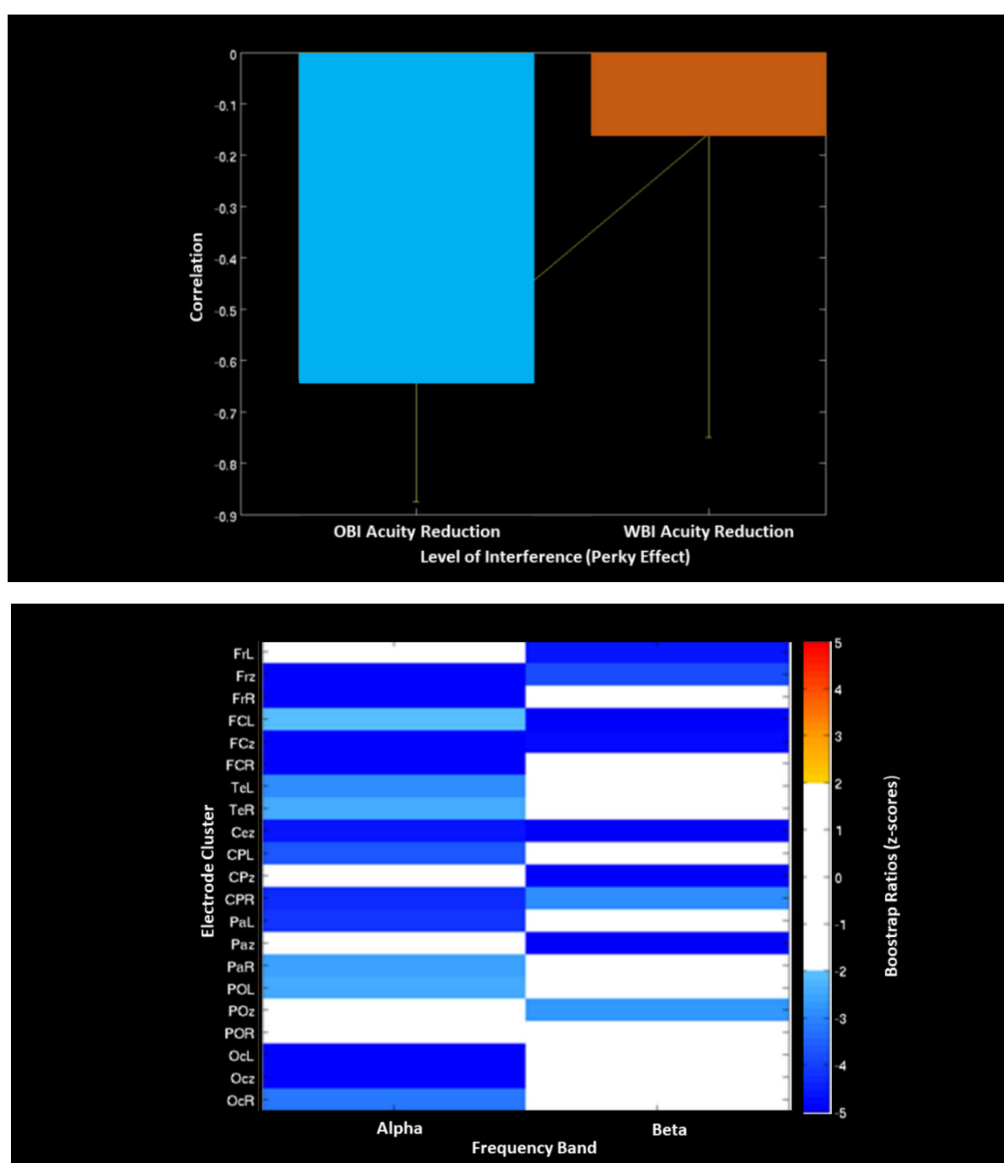 0
-0.1
-0.2
-0.3
-0.4
-0.5
-0.6
-0.7
-0.8
-0.9
Correlation
OBI Acuity Reduction
WBI Acuity Reduction
Level of Interference (Perky Effect)
FrL
Frz
FrR
FCL
FCz
FCR
TeL
TeR
Cez
CPL
CPz
CPR
PaL
Paz
PaR
POL
POz
POR
OcL
Ocz
OcR
Electrode Cluster
Alpha
Beta
Frequency Band
5
4
3
2
1
0
-1
-2
-3
-4
-5
Boostrap Ratios (z-scores)